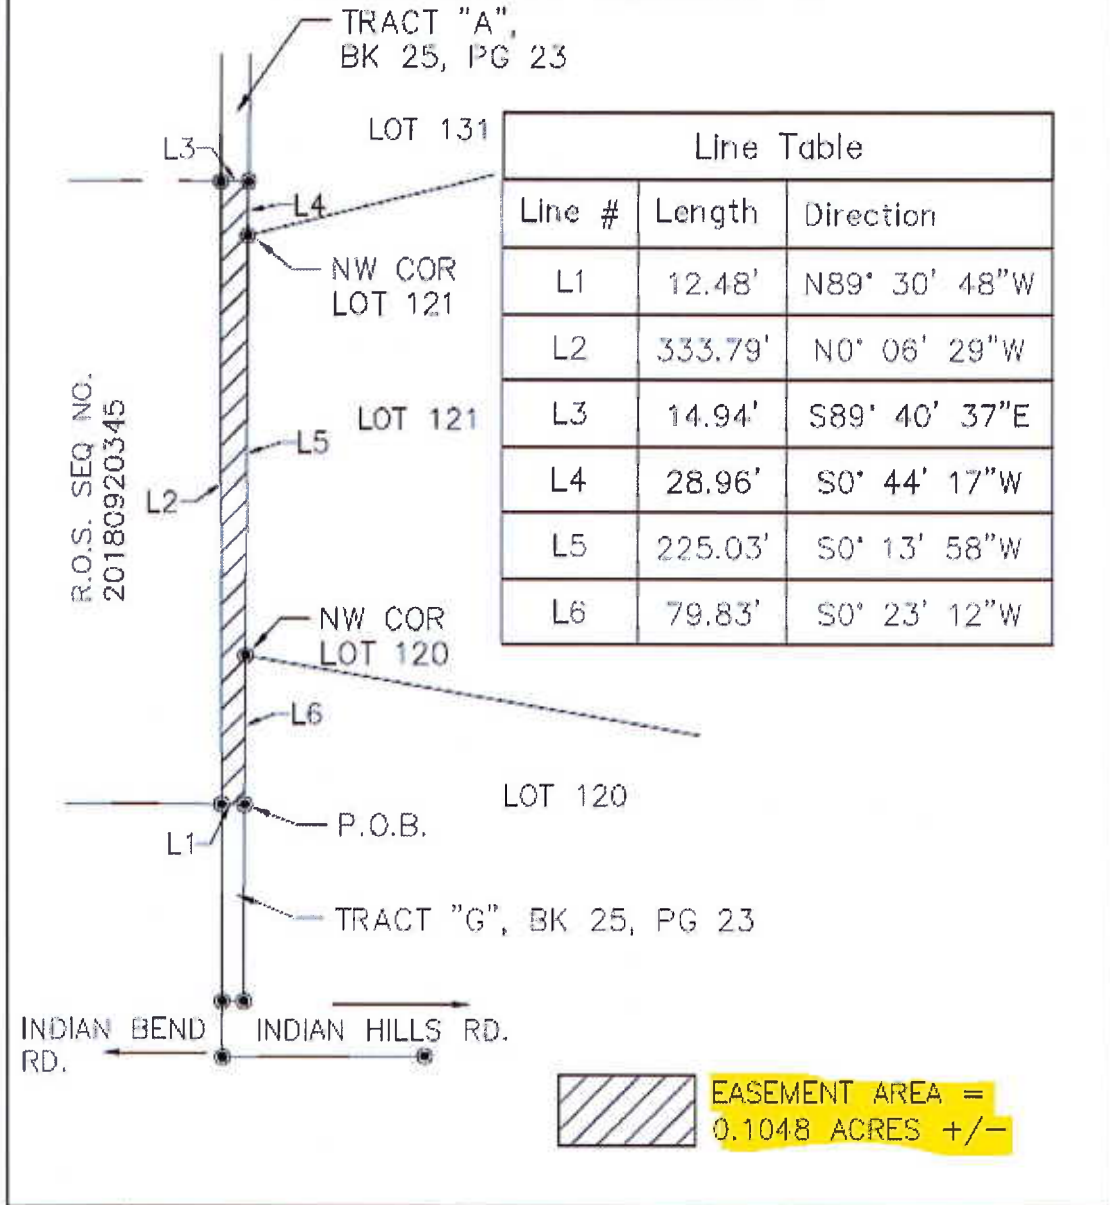 TRACT "A",
BK 25, PG 23
LOT 131
L3
L4
NW COR
LOT 121
Line Table
Line # Length Direction
L1 12.48' N89° 30' 48"W
L2 333.79' N0° 06' 29"W
L3 14.94' S89° 40' 37"E
L4 28.96' S0° 44' 17"W
L5 225.03' S0° 13' 58"W
L6 79.83' S0° 23' 12"W
R.O.S. SEQ NO.
20180920345
LOT 121
L5
L2
NW COR
LOT 120
L6
LOT 120
P.O.B.
L1
TRACT "G", BK 25, PG 23
INDIAN BEND
RD.
INDIAN HILLS RD.
EASEMENT AREA =
0.1048 ACRES +/-